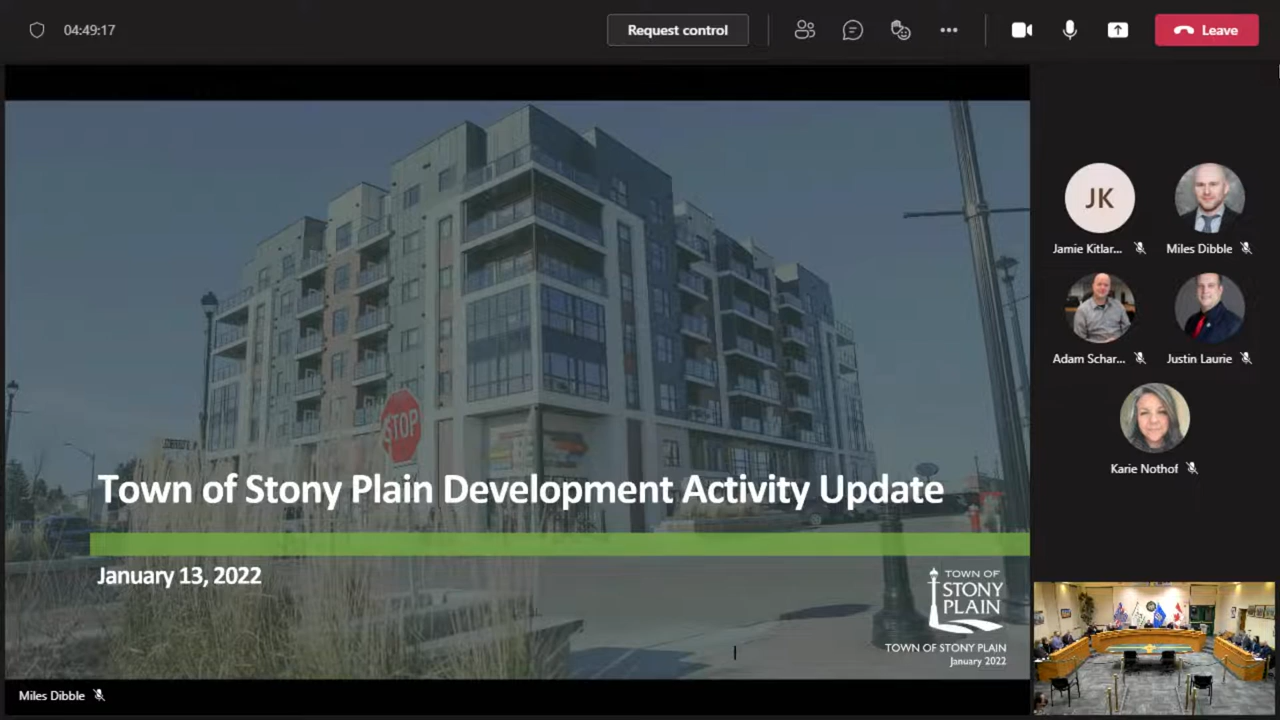 04:49:17
Request control
Leave
STOP
Town of Stony Plain Development Activity Update
January 13, 2022
TOWN OF
STONY
PLAIN
TOWN OF STONY PLAIN
January 2022
Miles Dibble
JK
Jamie Kitlar...
Miles Dibble
Adam Schar...
Justin Laurie
Karie Nothof